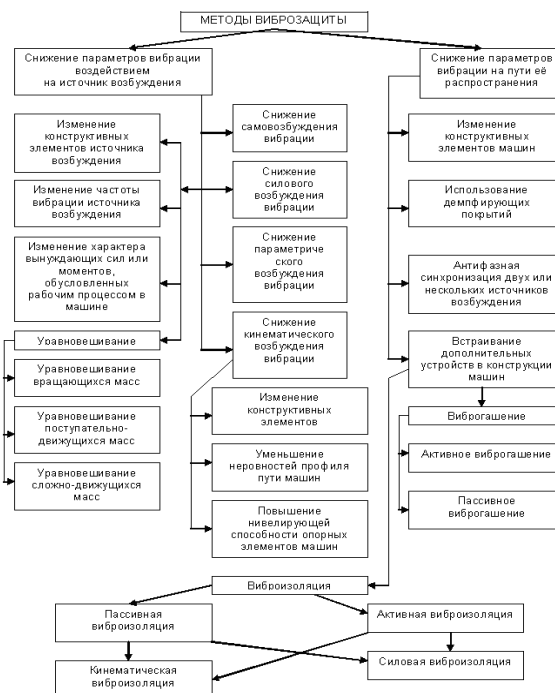 МЕТОДЫ ВИБРОЗАЩИТЫ
Снижение параметров вибрации
воздействием
на источник возбуждения
Снижение параметров
вибрации на пути её
распространения
Изменение
конструктивных
элементов источника
возбуждения
Изменение частоты
вибрации источника
возбуждения
Изменение характера
вынуждающих сил или
моментов,
обусловленных
рабочим процессом в
машине
Уравновешивание
Уравновешивание
вращающихся масс
Уравновешивание
поступательно-
движущихся масс
Уравновешивание
сложно-движущихся
масс
Снижение
самовозбуждения
вибрации
Снижение
силового
возбуждения
вибрации
Снижение
параметриче
ского
возбуждения
вибрации
Снижение
кинематического
возбуждения
вибрации
Изменение
конструктивных
элементов
Уменьшение
неровностей профиля
пути машин
Повышение
нивелирующей
способности опорных
элементов машин
Изменение
конструктивных
элементов машин
Использование
демпфирующих
покрытий
Антифазная
синхронизация двух или
нескольких источников
возбуждения
Встраивание
дополнительных
устройств в конструкции
машин
Виброгашение
Активное виброгашение
Пассивное
виброгашение
Виброизоляция
Пассивная
виброизоляция
Активная виброизоляция
Кинематическая
виброизоляция
Силовая виброизоляция